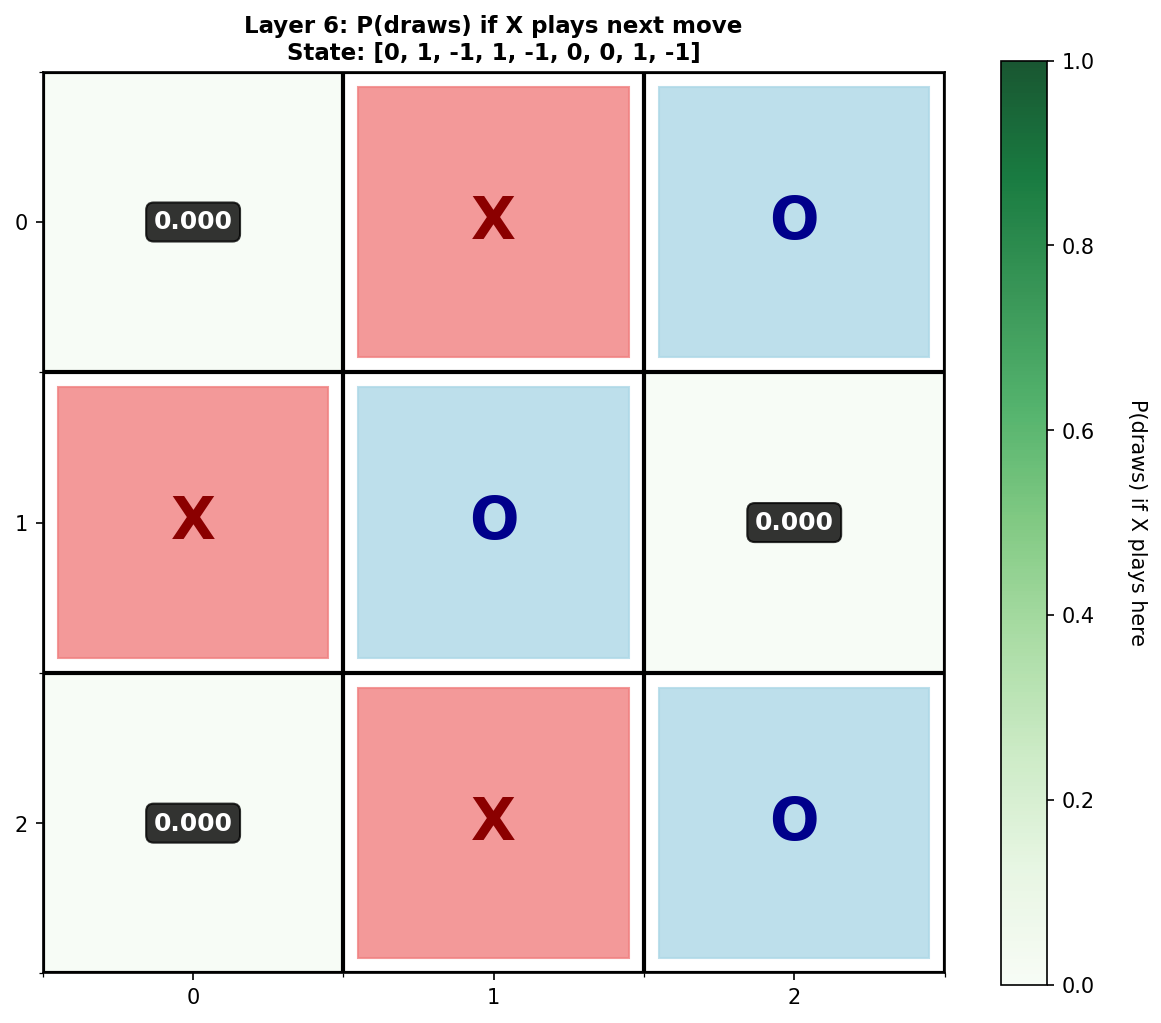 Layer 6: P(draws) if X plays next move
State: [0, 1, -1, 1, -1, 0, 0, 1, -1]
0
0.000
X
O
1
X
O
0.000
2
0.000
X
O
0
1
2
1.0
0.8
0.6
0.4
0.2
0.0
P(draws) if X plays here